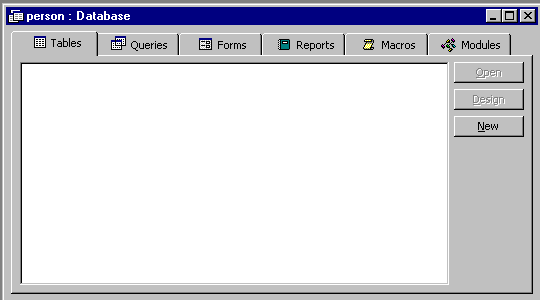 person : Database
Tables Queries Forms Reports Macros Modules
Open
Design
New